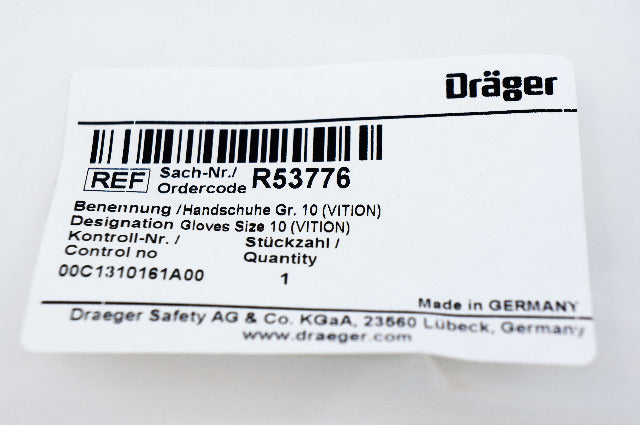 Dräger
REF Sach-Nr./ Ordercode R53776
Benennung /Handschuhe Gr. 10 (VITION)
Designation Gloves Size 10 (VITION)
Kontroll-Nr. / Stückzahl /
Control no Quantity
00C1310161A00 1
Made in GERMANY
Draeger Safety AG & Co. KGaA, 23560 Lübeck, Germany
www.draeger.com